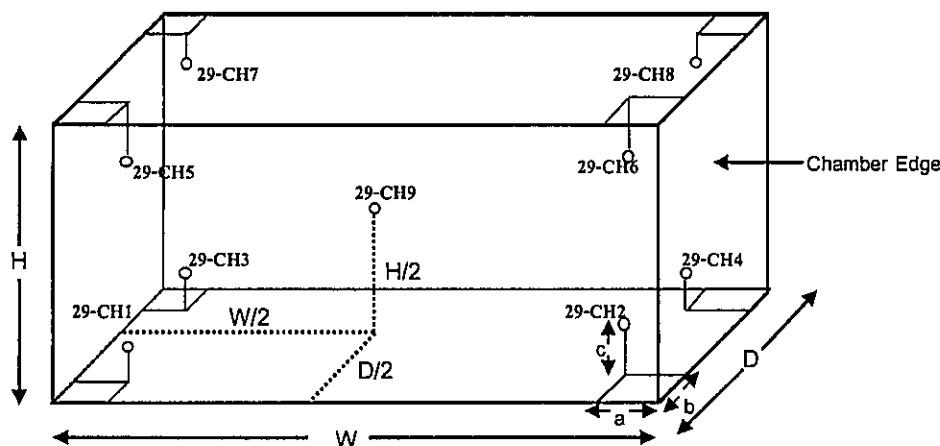 29-CH7
29-CH8
29-CH5
29-CH6
Chamber Edge
29-CH9
H
29-CH3
H/2
29-CH4
29-CH1
W/2
29-CH2
c
D/2
D
b
a
W